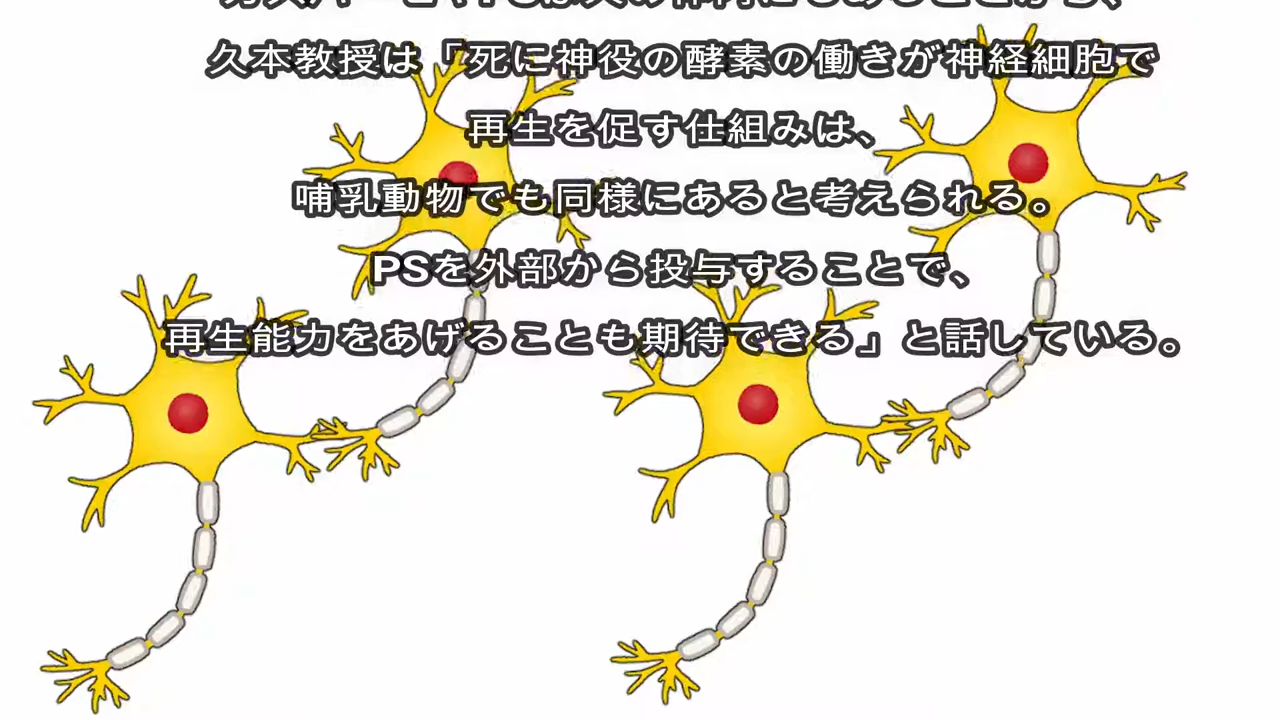 久本教授は「死に神役の酵素の働きが神経細胞で
再生を促す仕組みは、
哺乳動物でも同様にあると考えられる。
PSを外部から投与することで、
再生能力をあげることも期待できる」と話している。